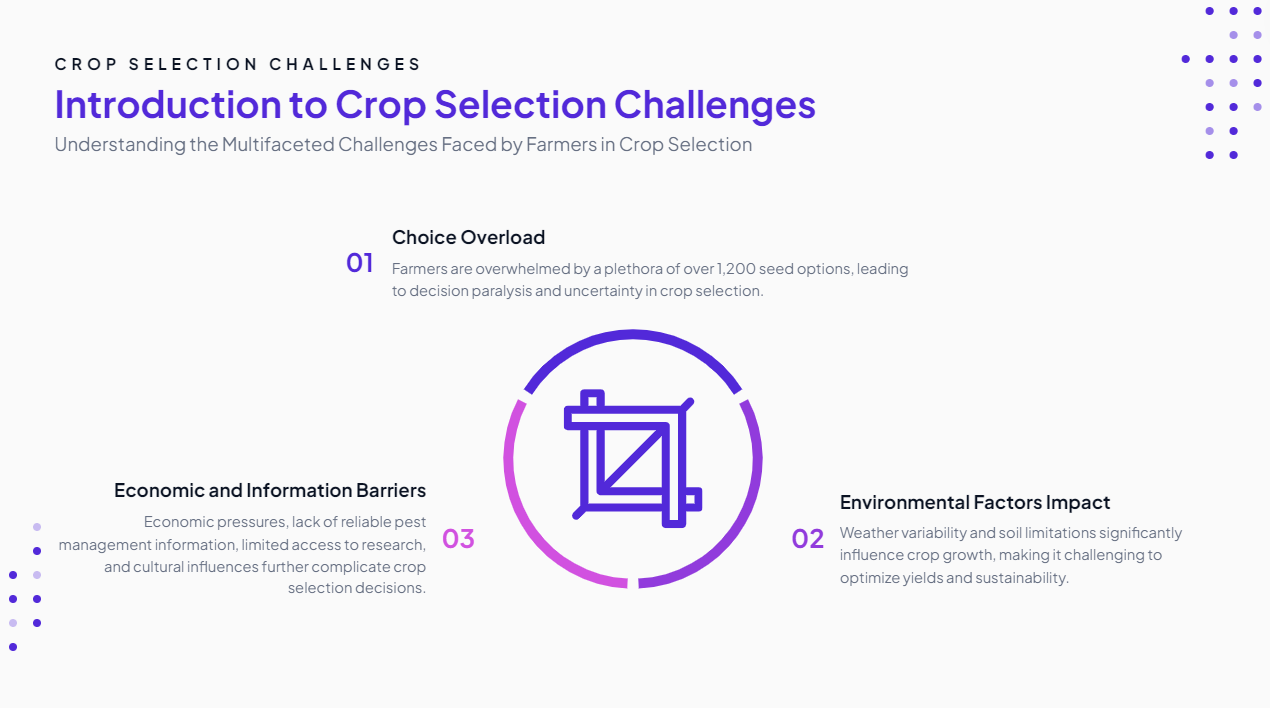 CROP SELECTION CHALLENGES
Introduction to Crop Selection Challenges
Understanding the Multifaceted Challenges Faced by Farmers in Crop Selection
01
Choice Overload
Farmers are overwhelmed by a plethora of over 1,200 seed options, leading
to decision paralysis and uncertainty in crop selection.
02
Environmental Factors Impact
Weather variability and soil limitations significantly
influence crop growth, making it challenging to
optimize yields and sustainability.
03
Economic and Information Barriers
Economic pressures, lack of reliable pest
management information, limited access to research,
and cultural influences further complicate crop
selection decisions.